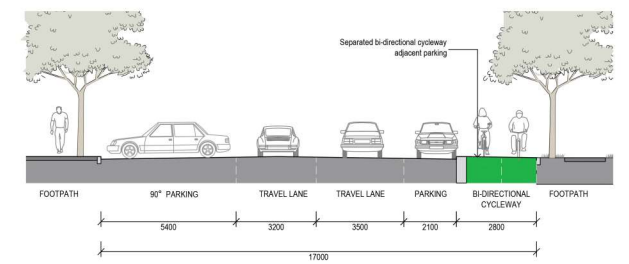 Separated bi-directional cycleway
adjacent parking
FOOTPATH
90° PARKING
TRAVEL LANE
TRAVEL LANE
PARKING
BI-DIRECTIONAL
CYCLEWAY
FOOTPATH
5400
3200
3500
2100
2800
17000